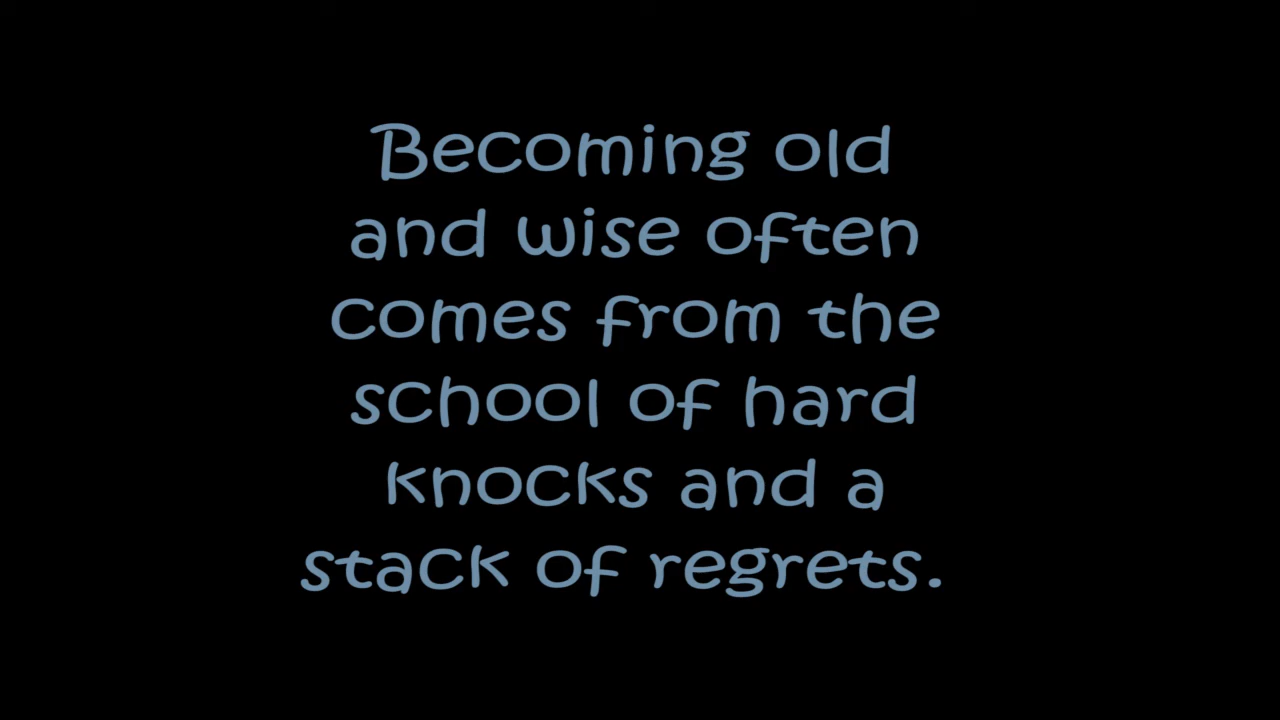 Becoming old
and wise often
comes from the
school of hard
knocks and a
stack of regrets.